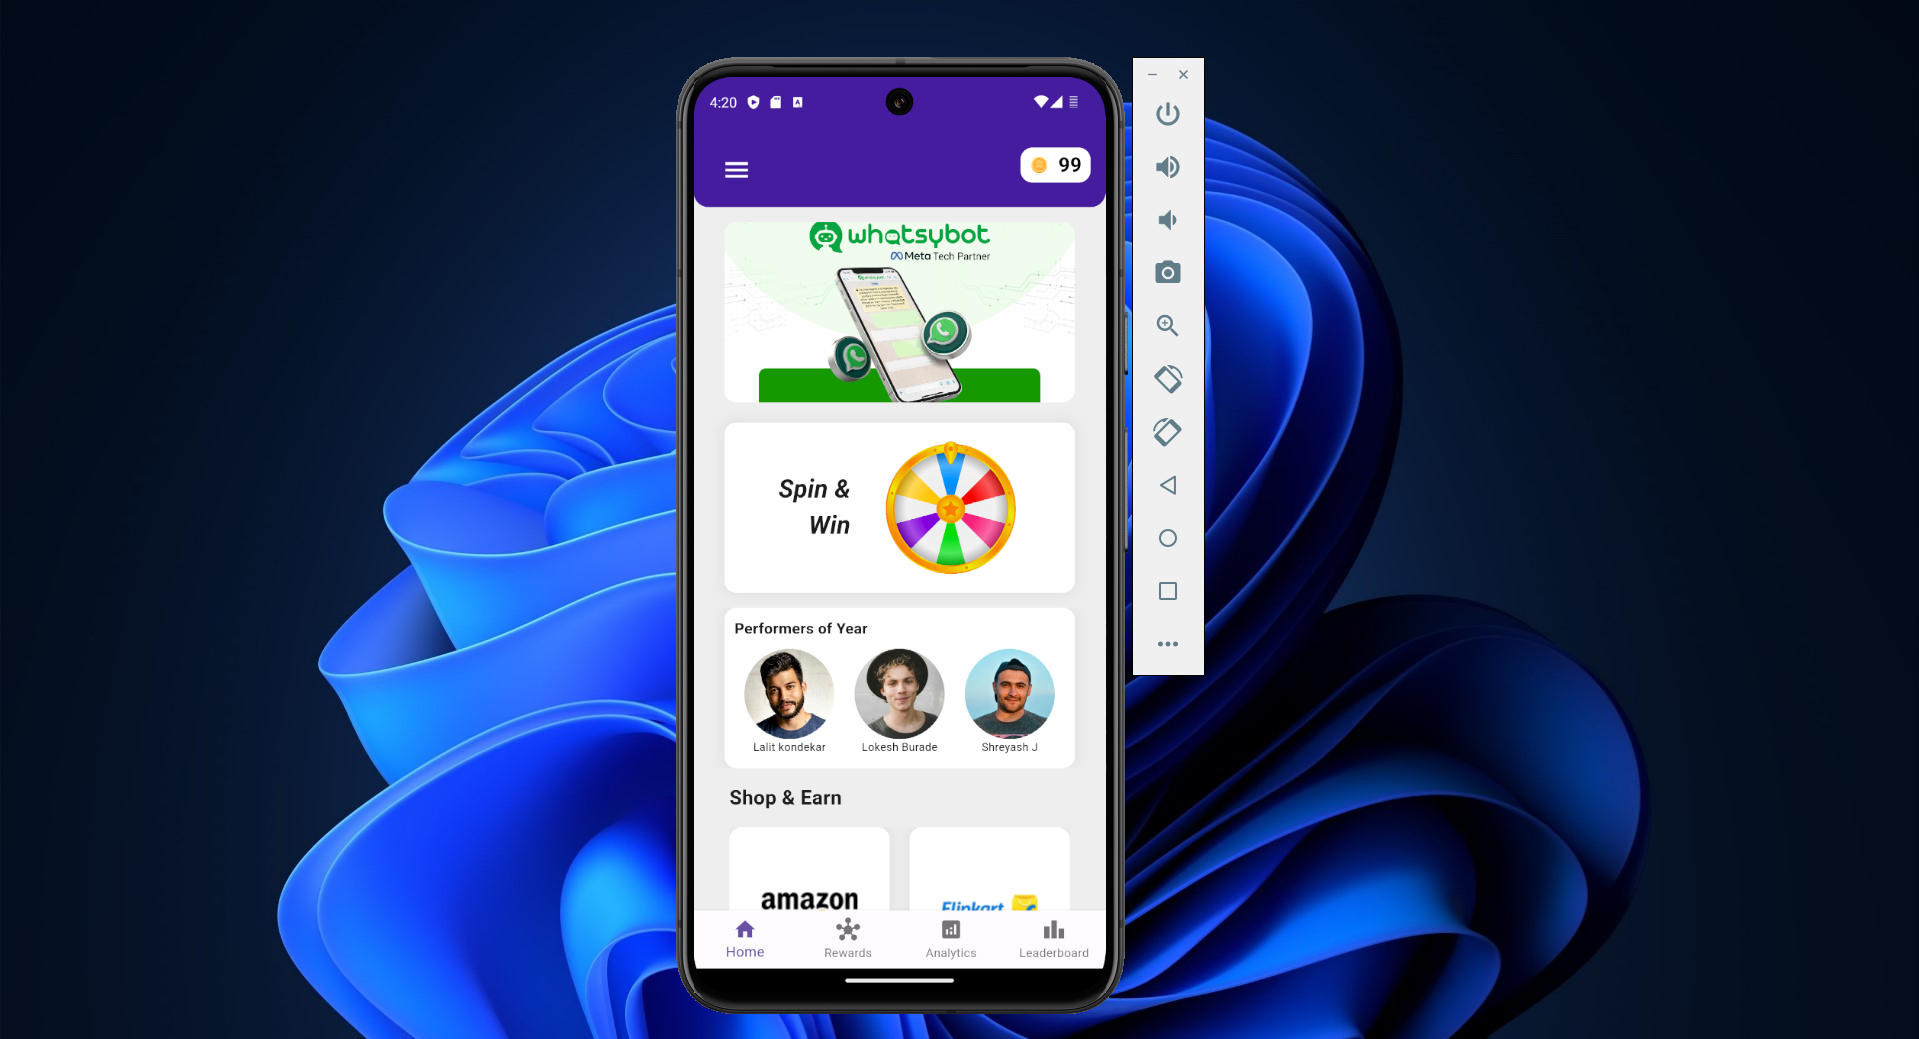 4:20
99
whatsybot
Meta Tech Partner
Spin &
Win
Performers of Year
Lalit kondekar
Lokesh Burade
Shreyash J
Shop & Earn
amazon
Flipkart
Home
Rewards
Analytics
Leaderboard